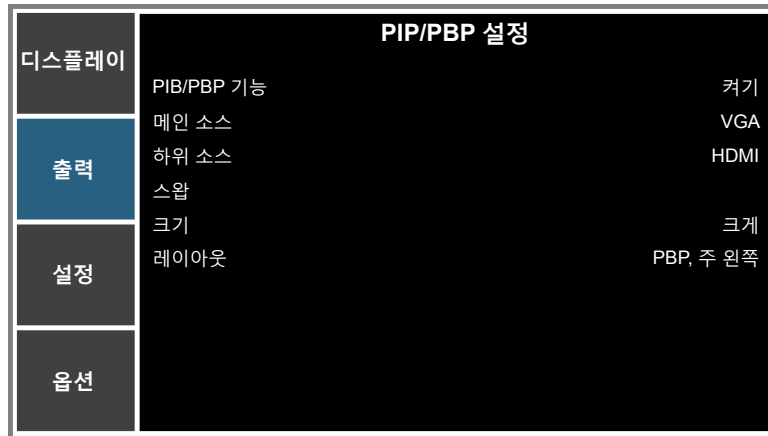 디스플레이
출력
설정
옵션
PIP/PBP 설정
PIB/PBP 기능 켜기
메인 소스 VGA
하위 소스 HDMI
스왑
크기 크게
레이아웃 PBP, 주 왼쪽